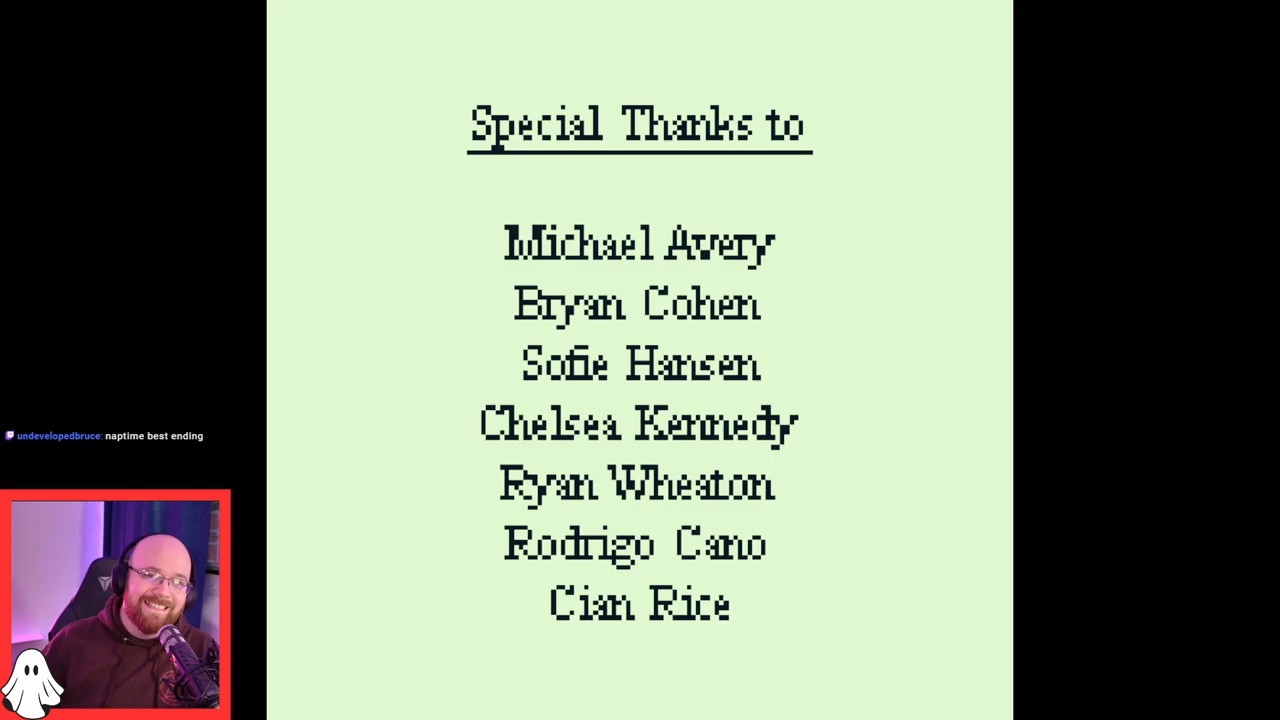 Special Thanks to
Michael Avery
Bryan Cohen
Sofie Hansen
Chelsea Kennedy
Ryan Wheaton
Rodrigo Cano
Cian Rice
undevelopedbruce: naptime best ending